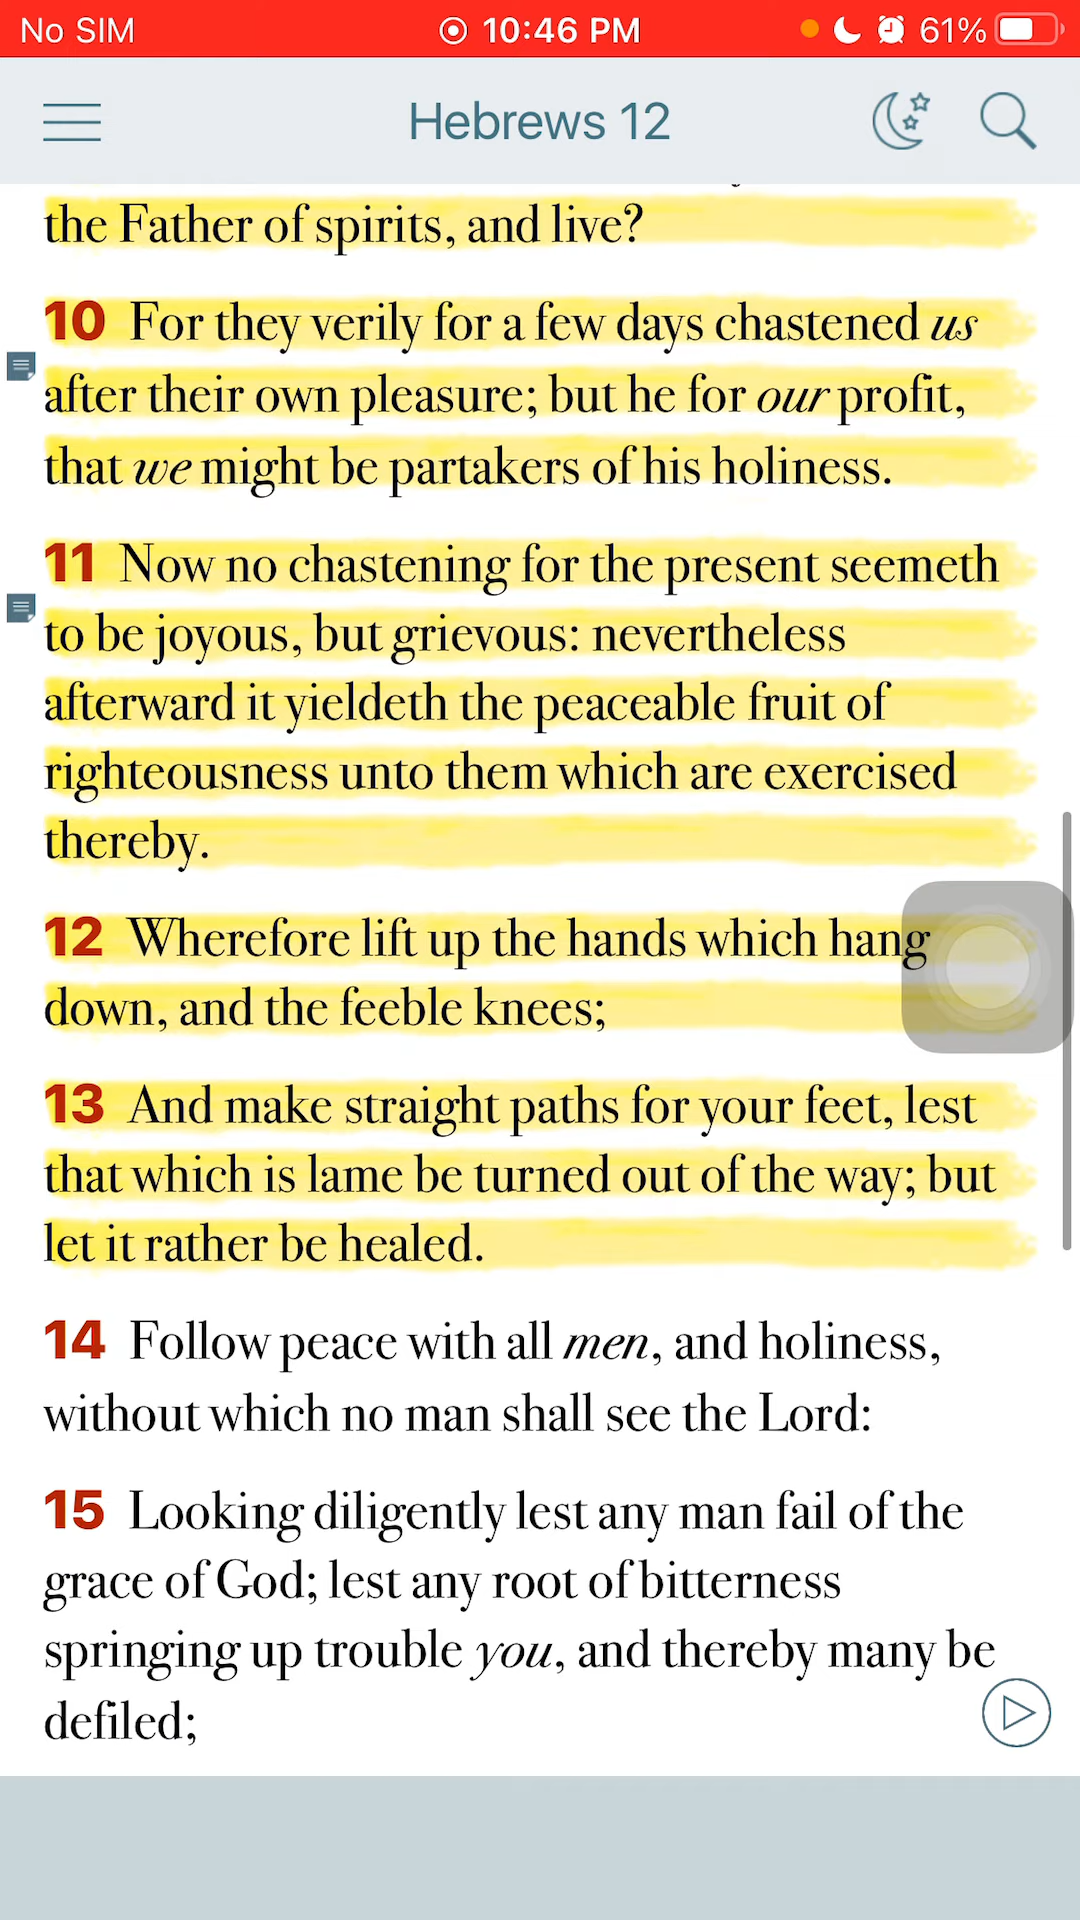 No SIM 10:46 PM 61%
Hebrews 12
the Father of spirits, and live?
10 For they verily for a few days chastened us
after their own pleasure; but he for our profit,
that we might be partakers of his holiness.
11 Now no chastening for the present seemeth
to be joyous, but grievous: nevertheless
afterward it yieldeth the peaceable fruit of
righteousness unto them which are exercised
thereby.
12 Wherefore lift up the hands which hang
down, and the feeble knees;
13 And make straight paths for your feet, lest
that which is lame be turned out of the way; but
let it rather be healed.
14 Follow peace with all men, and holiness,
without which no man shall see the Lord:
15 Looking diligently lest any man fail of the
grace of God; lest any root of bitterness
springing up trouble you, and thereby many be
defiled;